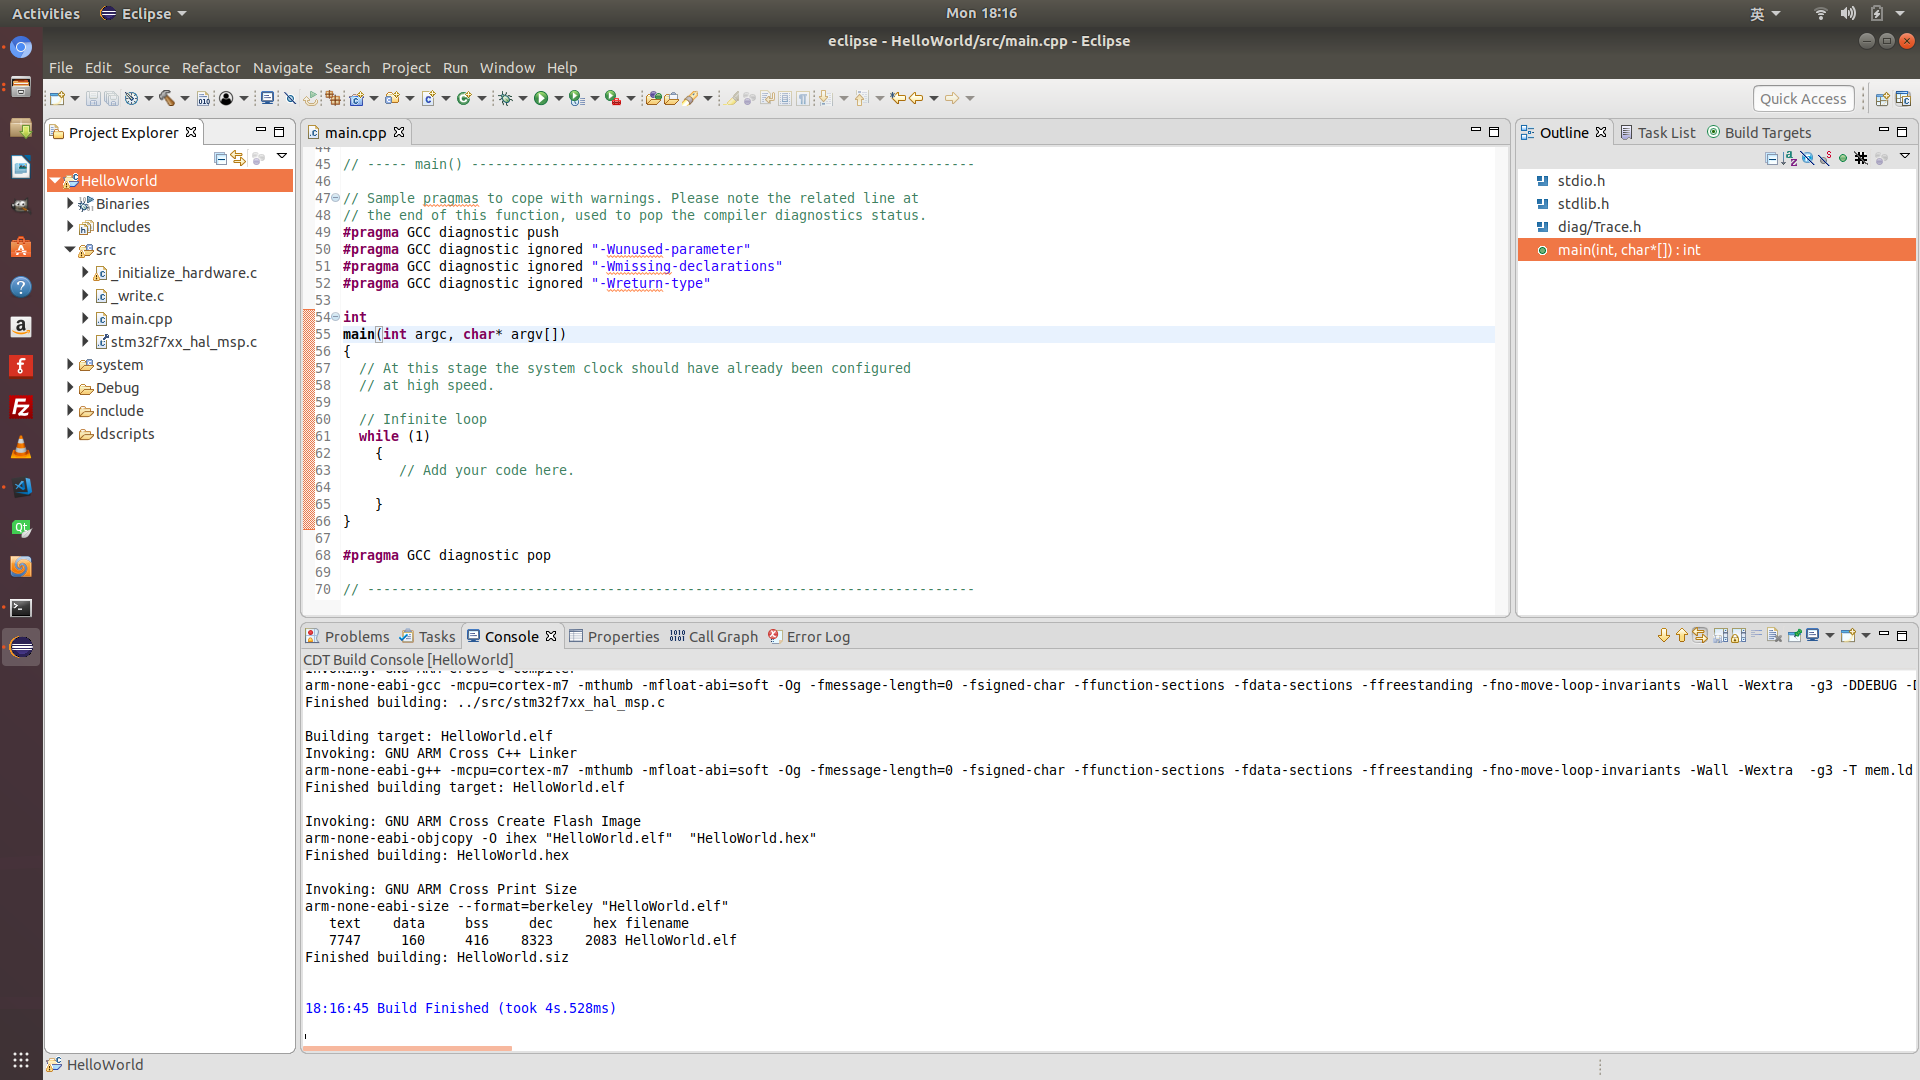 Activities Eclipse Mon 18:16 英
eclipse - HelloWorld/src/main.cpp - Eclipse
File Edit Source Refactor Navigate Search Project Run Window Help
Quick Access
Project Explorer
HelloWorld
Binaries
Includes
src
_initialize_hardware.c
_write.c
main.cpp
stm32f7xx_hal_msp.c
system
Debug
include
ldscripts
main.cpp
44
45 // ----- main() ---------------------------------------------------------------
46
47 // Sample pragmas to cope with warnings. Please note the related line at
48 // the end of this function, used to pop the compiler diagnostics status.
49 #pragma GCC diagnostic push
50 #pragma GCC diagnostic ignored "-Wunused-parameter"
51 #pragma GCC diagnostic ignored "-Wmissing-declarations"
52 #pragma GCC diagnostic ignored "-Wreturn-type"
53
54 int
55 main(int argc, char* argv[])
56 {
57 // At this stage the system clock should have already been configured
58 // at high speed.
59
60 // Infinite loop
61 while (1)
62 {
63 // Add your code here.
64
65 }
66 }
67
68 #pragma GCC diagnostic pop
69
70 // ----------------------------------------------------------------------------
Outline Task List Build Targets
stdio.h
stdlib.h
diag/Trace.h
main(int, char*[]) : int
Problems Tasks Console Properties Call Graph Error Log
CDT Build Console [HelloWorld]
arm-none-eabi-gcc -mcpu=cortex-m7 -mthumb -mfloat-abi=soft -Og -fmessage-length=0 -fsigned-char -ffunction-sections -fdata-sections -ffreestanding -fno-move-loop-invariants -Wall -Wextra  -g3 -DDEBUG
Finished building: ../src/stm32f7xx_hal_msp.c
Building target: HelloWorld.elf
Invoking: GNU ARM Cross C++ Linker
arm-none-eabi-g++ -mcpu=cortex-m7 -mthumb -mfloat-abi=soft -Og -fmessage-length=0 -fsigned-char -ffunction-sections -fdata-sections -ffreestanding -fno-move-loop-invariants -Wall -Wextra  -g3 -T mem.ld
Finished building target: HelloWorld.elf
Invoking: GNU ARM Cross Create Flash Image
arm-none-eabi-objcopy -O ihex "HelloWorld.elf"  "HelloWorld.hex"
Finished building: HelloWorld.hex
Invoking: GNU ARM Cross Print Size
arm-none-eabi-size --format=berkeley "HelloWorld.elf"
text data bss dec hex filename
7747 160 416 8323 2083 HelloWorld.elf
Finished building: HelloWorld.siz
18:16:45 Build Finished (took 4s.528ms)
HelloWorld